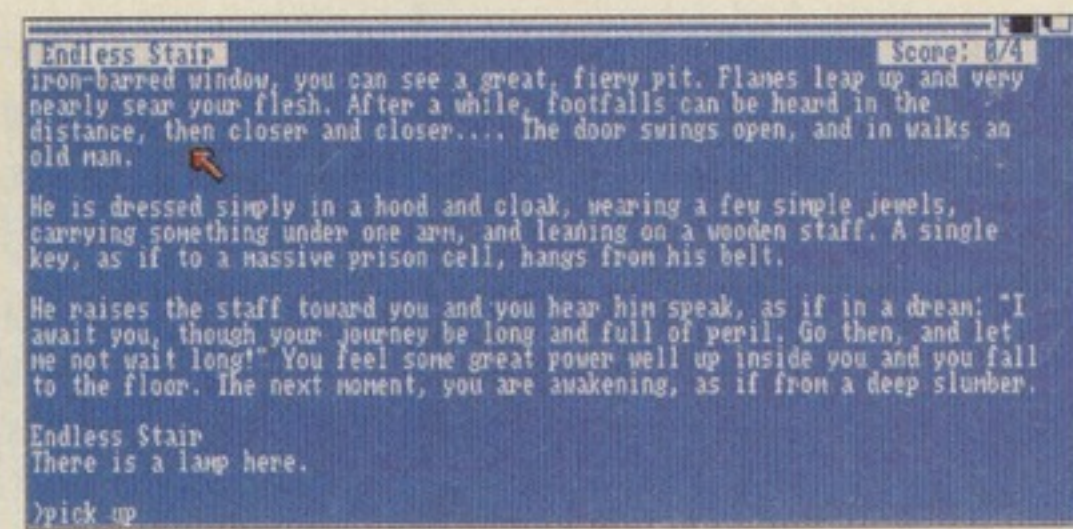 Endless Stair Score: 0/4
iron-barred window, you can see a great, fiery pit. Flames leap up and very
nearly sear your flesh. After a while, footfalls can be heard in the
distance, then closer and closer.... The door swings open, and in walks an
old man.
He is dressed simply in a hood and cloak, wearing a few simple jewels,
carrying something under one arm, and leaning on a wooden staff. A single
key, as if to a massive prison cell, hangs from his belt.
He raises the staff toward you and you hear him speak, as if in a dream: "I
await you, though your journey be long and full of peril. Go then, and let
me not wait long!" You feel some great power well up inside you and you fall
to the floor. The next moment, you are awakening, as if from a deep slumber.
Endless Stair
There is a lamp here.
>pick up